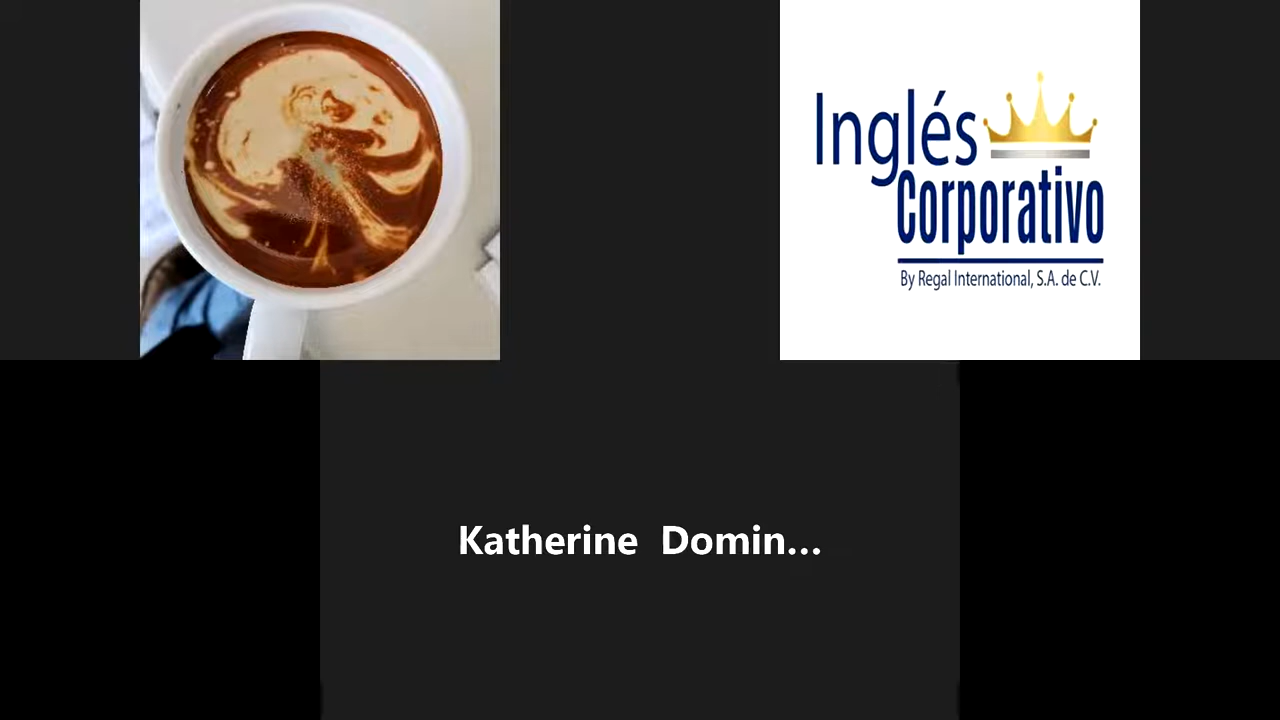 Inglés
Corporativo
By Regal International, S.A. de C.V.
Katherine Domin...